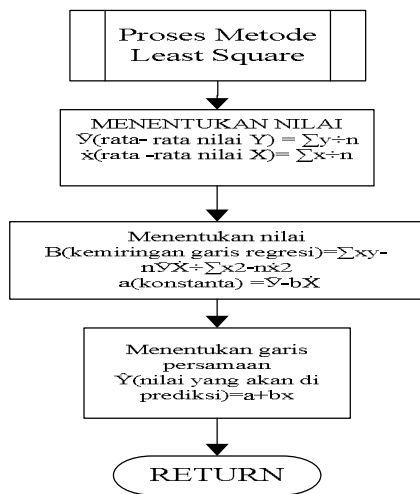 Proses Metode
Least Square
MENENTUKAN NILAI
Ȳ(rata- rata nilai Y) = ∑y÷n
ẋ(rata -rata nilai X)= ∑x÷n
Menentukan nilai
B(kemiringan garis regresi)=∑xy-
nȲẊ÷∑x2-nẋ2
a(konstanta) =Ȳ-bẊ
Menentukan garis
persamaan
Ŷ(nilai yang akan di
prediksi)=a+bx
RETURN